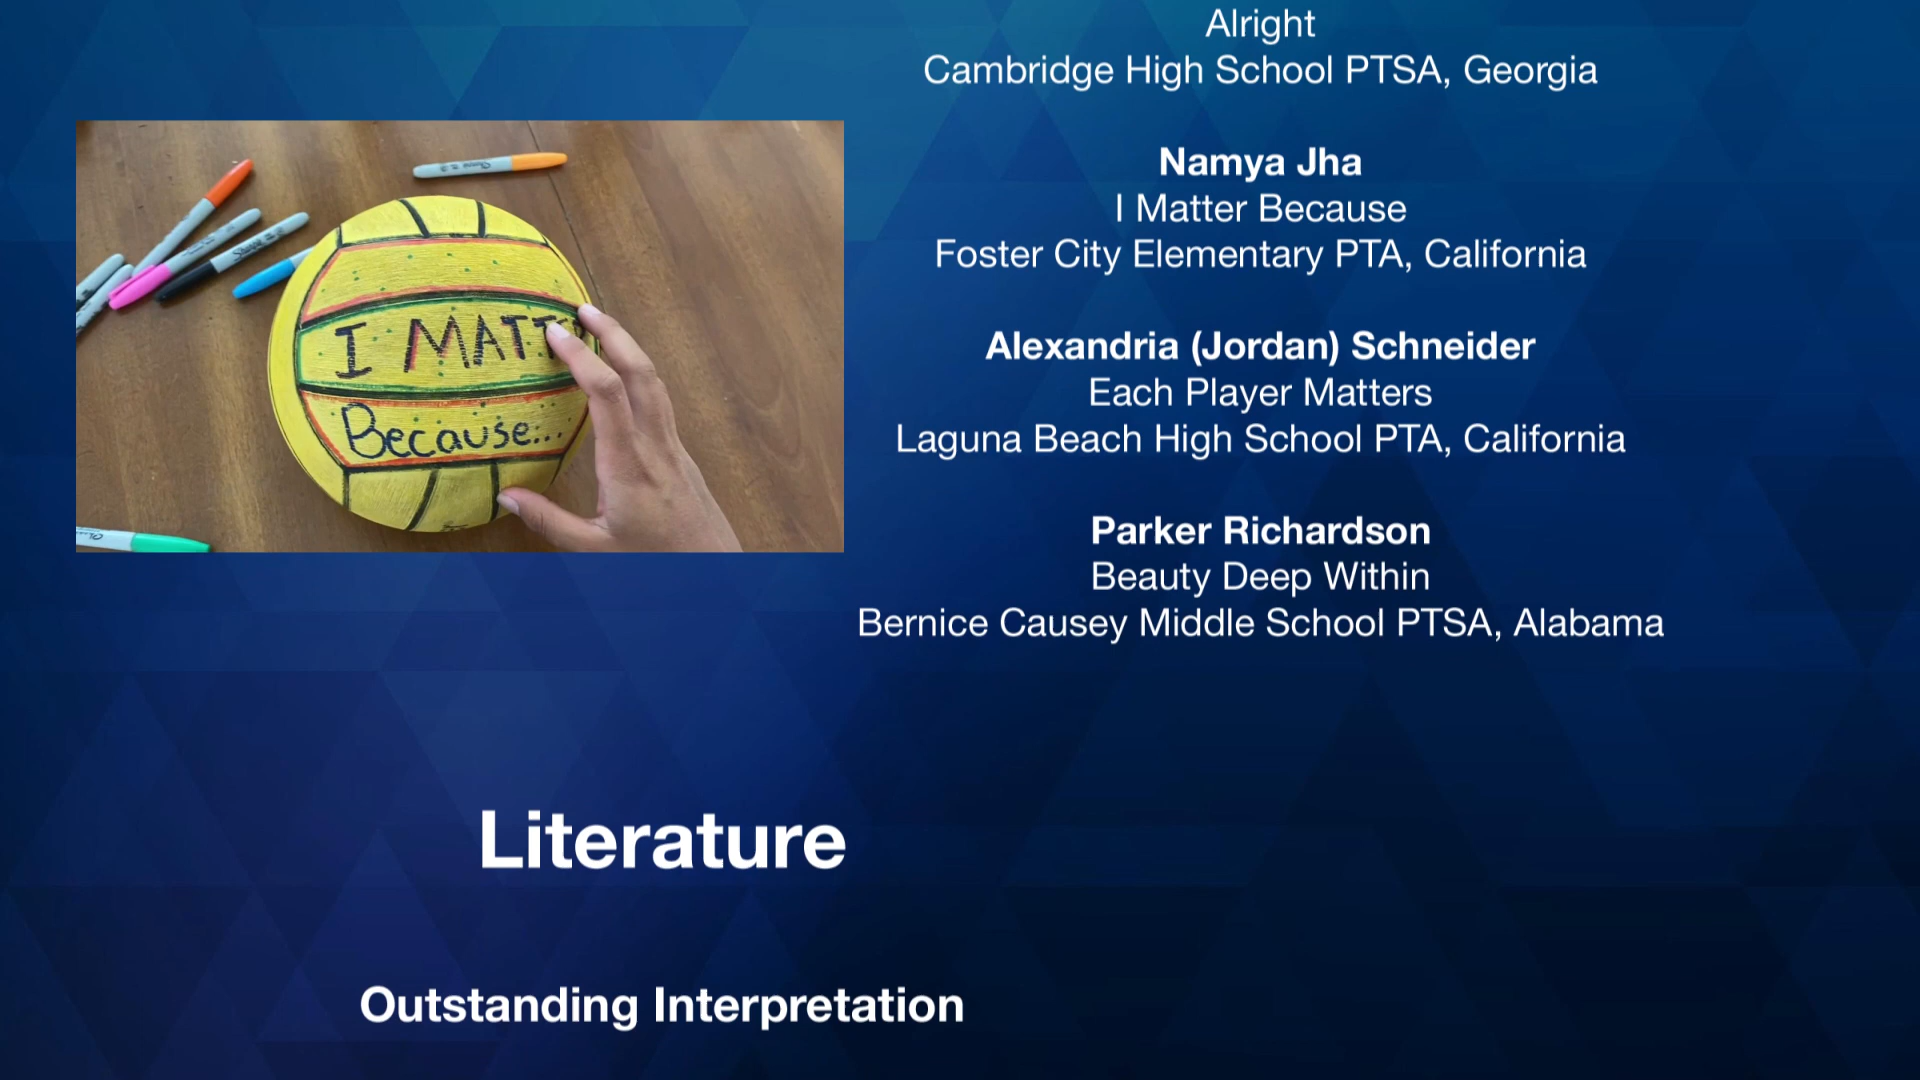 Alright
Cambridge High School PTSA, Georgia
Namya Jha
I Matter Because
Foster City Elementary PTA, California
Alexandria (Jordan) Schneider
Each Player Matters
Laguna Beach High School PTA, California
Parker Richardson
Beauty Deep Within
Bernice Causey Middle School PTSA, Alabama
I MATT
Because...
Literature
Outstanding Interpretation